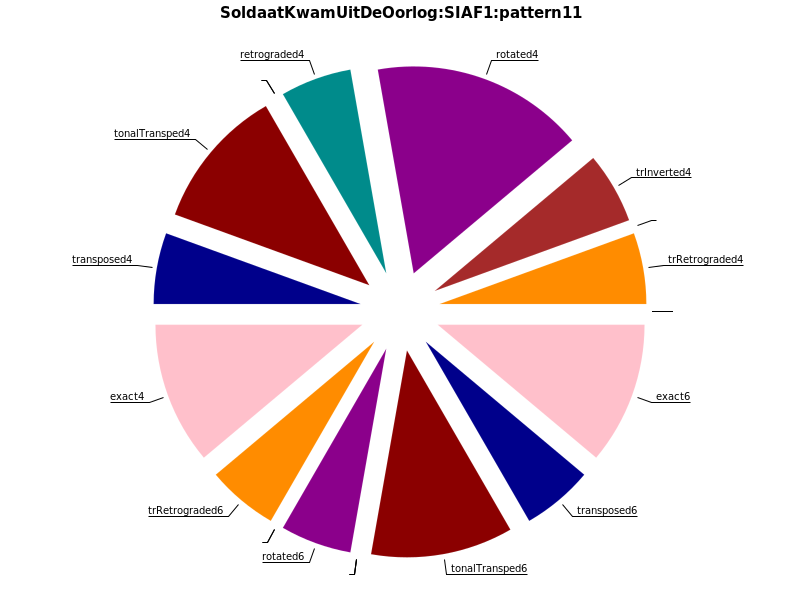 SoldaatKwamUitDeOorlog:SIAF1:pattern11
retrograded4
rotated4
tonalTransped4
trInverted4
transposed4
trRetrograded4
exact4
exact6
trRetrograded6
transposed6
rotated6
tonalTransped6